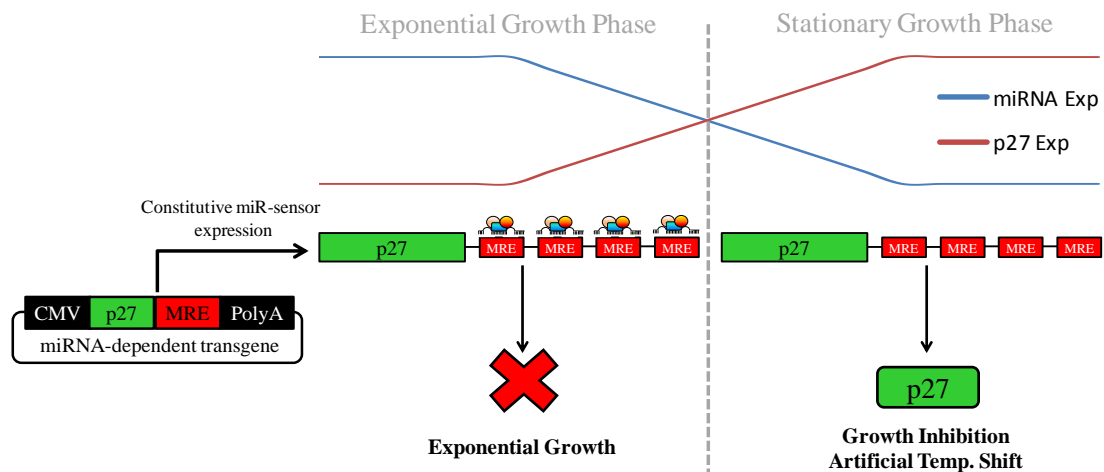 Exponential Growth Phase
Stationary Growth Phase
miRNA Exp
p27 Exp
Constitutive miR-sensor
expression
p27
MRE
MRE
MRE
MRE
p27
MRE
MRE
MRE
MRE
CMV
p27
MRE
PolyA
miRNA-dependent transgene
p27
Exponential Growth
Growth Inhibition
Artificial Temp. Shift